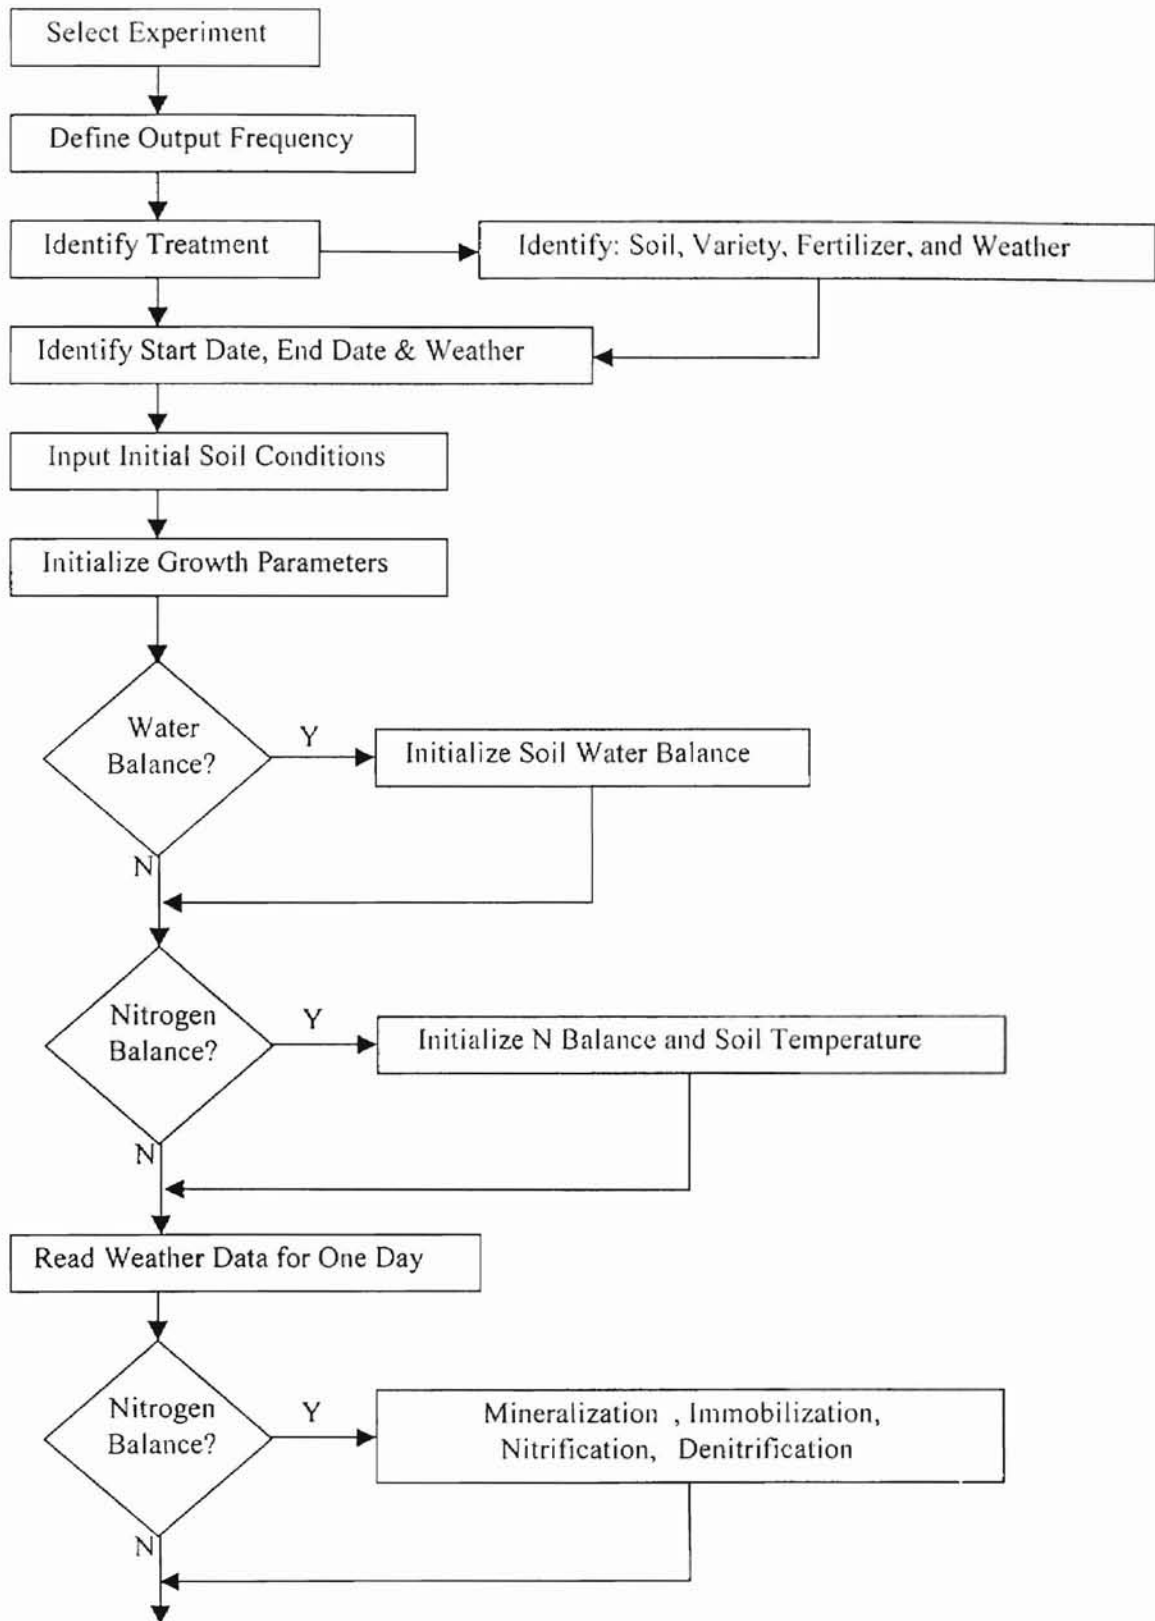 Select Experiment
Define Output Frequency
Identify Treatment
Identify: Soil, Variety, Fertilizer, and Weather
Identify Start Date, End Date & Weather
Input Initial Soil Conditions
Initialize Growth Parameters
Water
Balance?
Y
Initialize Soil Water Balance
N
Nitrogen
Balance?
Y
Initialize N Balance and Soil Temperature
N
Read Weather Data for One Day
Nitrogen
Balance?
Y
Mineralization , Immobilization,
Nitrification, Denitrification
N